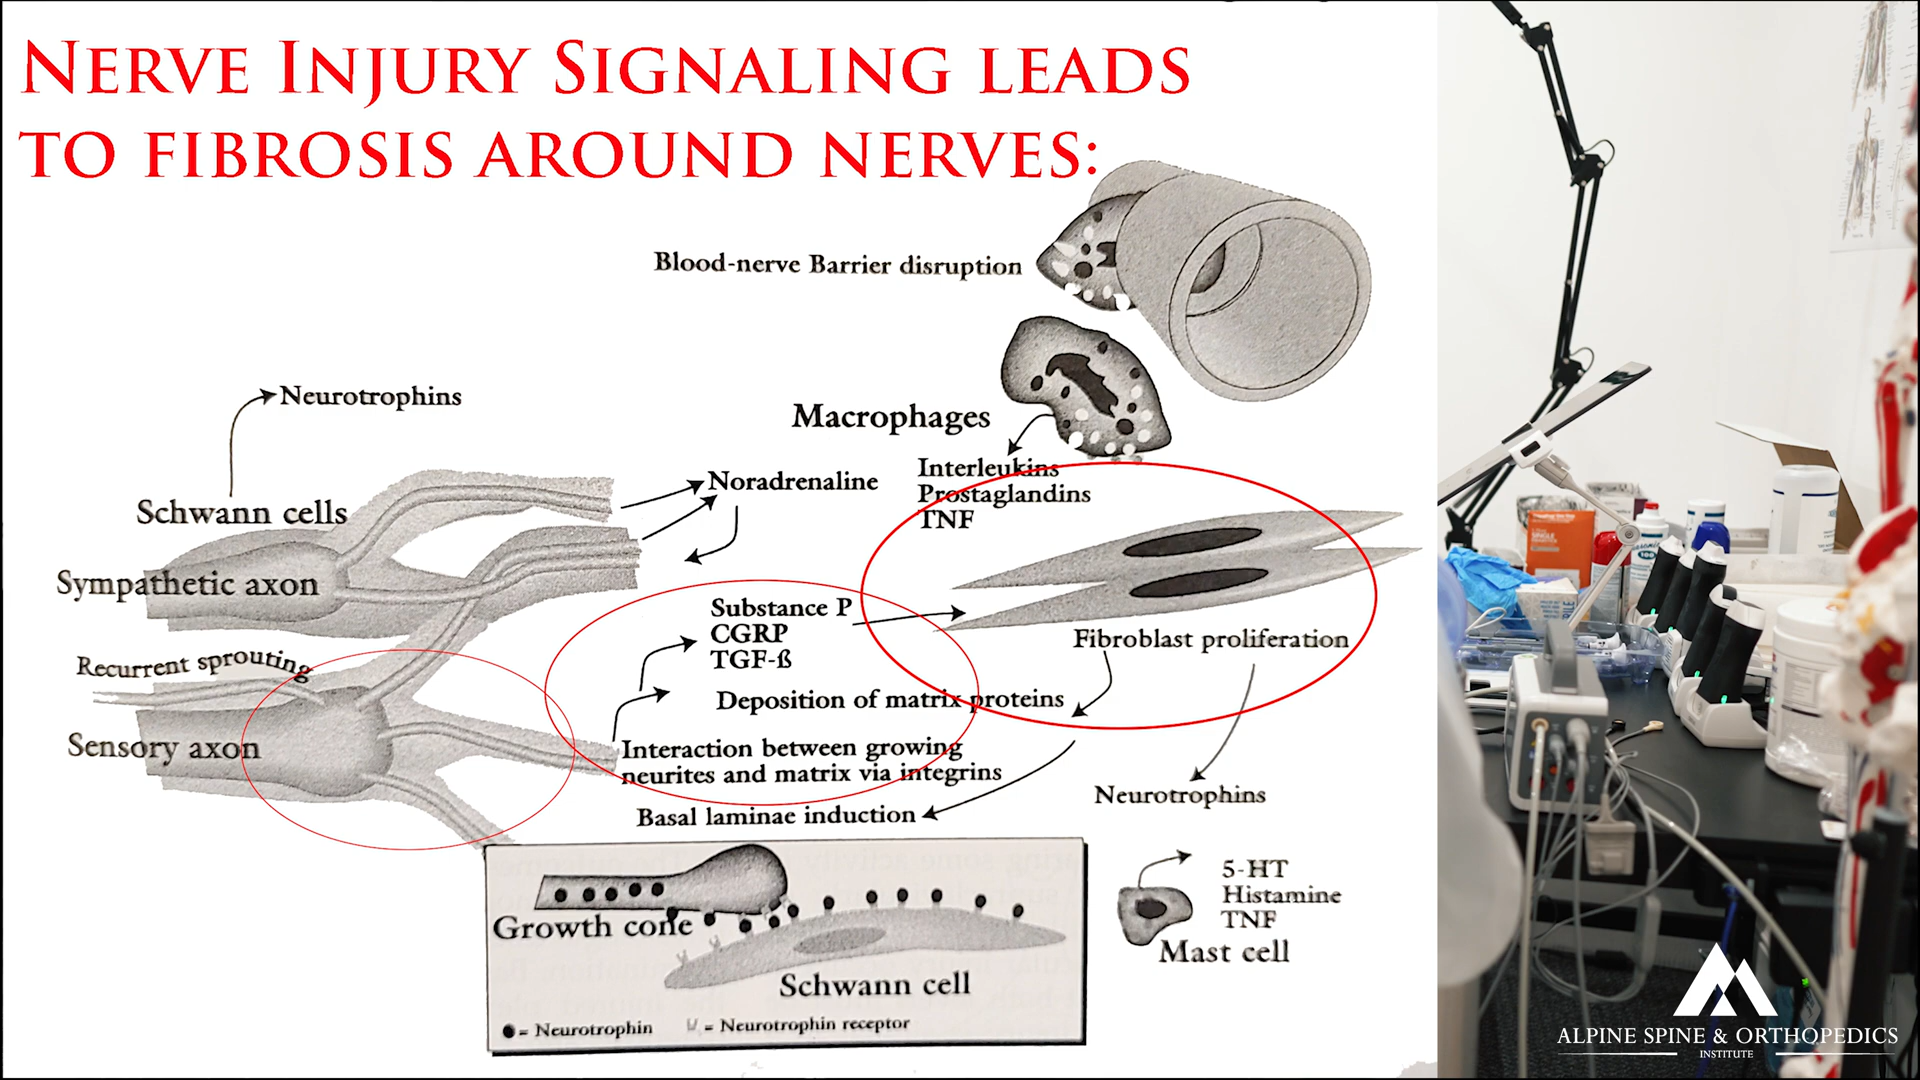 NERVE INJURY SIGNALING LEADS
TO FIBROSIS AROUND NERVES:
Blood-nerve Barrier disruption
Neurotrophins
Macrophages
Interleukins
Prostaglandins
TNF
Noradrenaline
Schwann cells
Sympathetic axon
Substance P
CGRP
TGF-ß
Fibroblast proliferation
Recurrent sprouting
Deposition of matrix proteins
Sensory axon
Interaction between growing
neurites and matrix via integrins
Neurotrophins
Basal laminae induction
5-HT
Histamine
TNF
Mast cell
Growth cone
Schwann cell
= Neurotrophin
= Neurotrophin receptor
ALPINE SPINE & ORTHOPEDICS
INSTITUTE